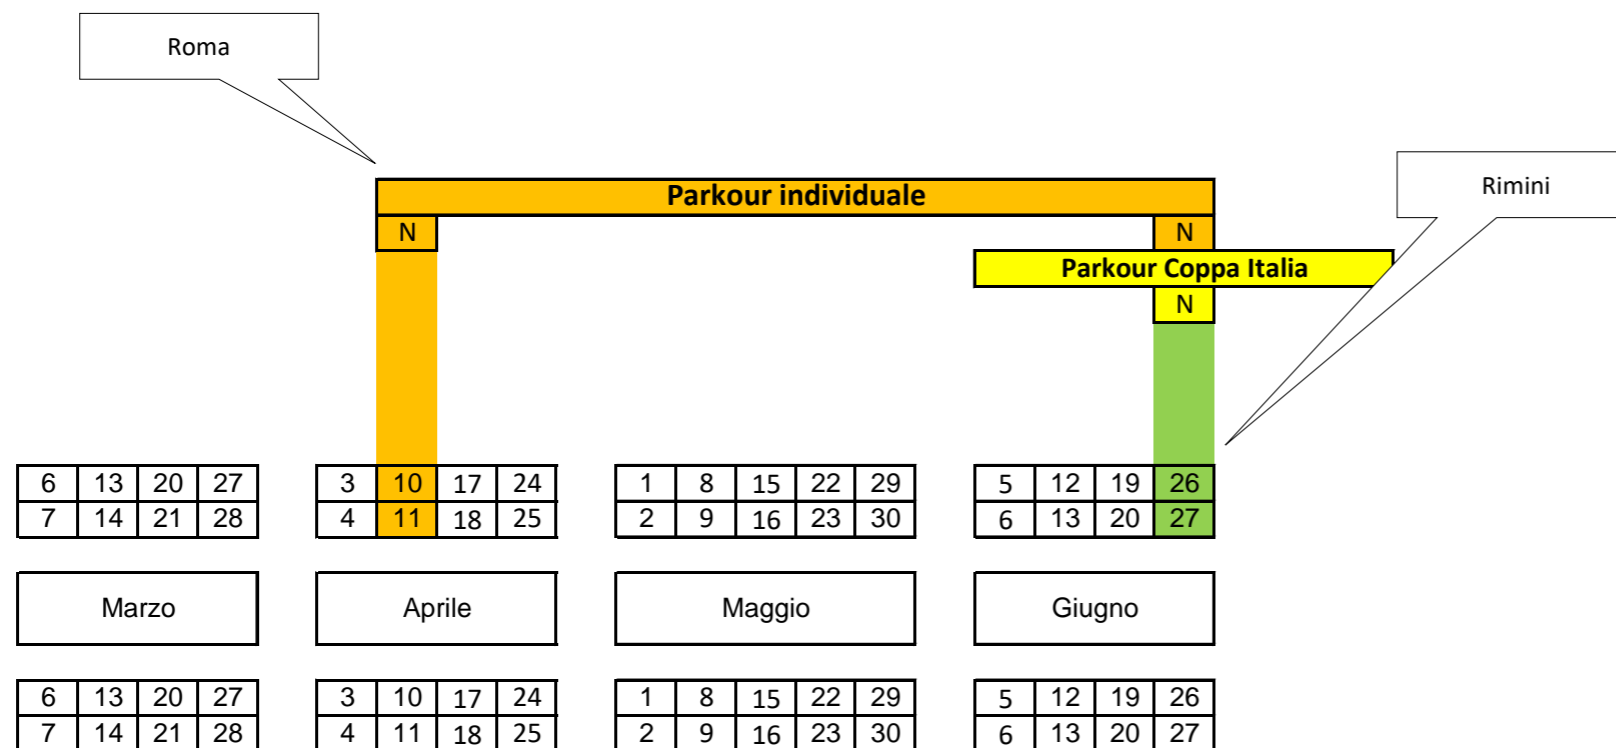 Roma
Rimini
Parkour individuale
N N
Parkour Coppa Italia
N
6 13 20 27 3 10 17 24 1 8 15 22 29 5 12 19 26
7 14 21 28 4 11 18 25 2 9 16 23 30 6 13 20 27
Marzo Aprile Maggio Giugno
6 13 20 27 3 10 17 24 1 8 15 22 29 5 12 19 26
7 14 21 28 4 11 18 25 2 9 16 23 30 6 13 20 27